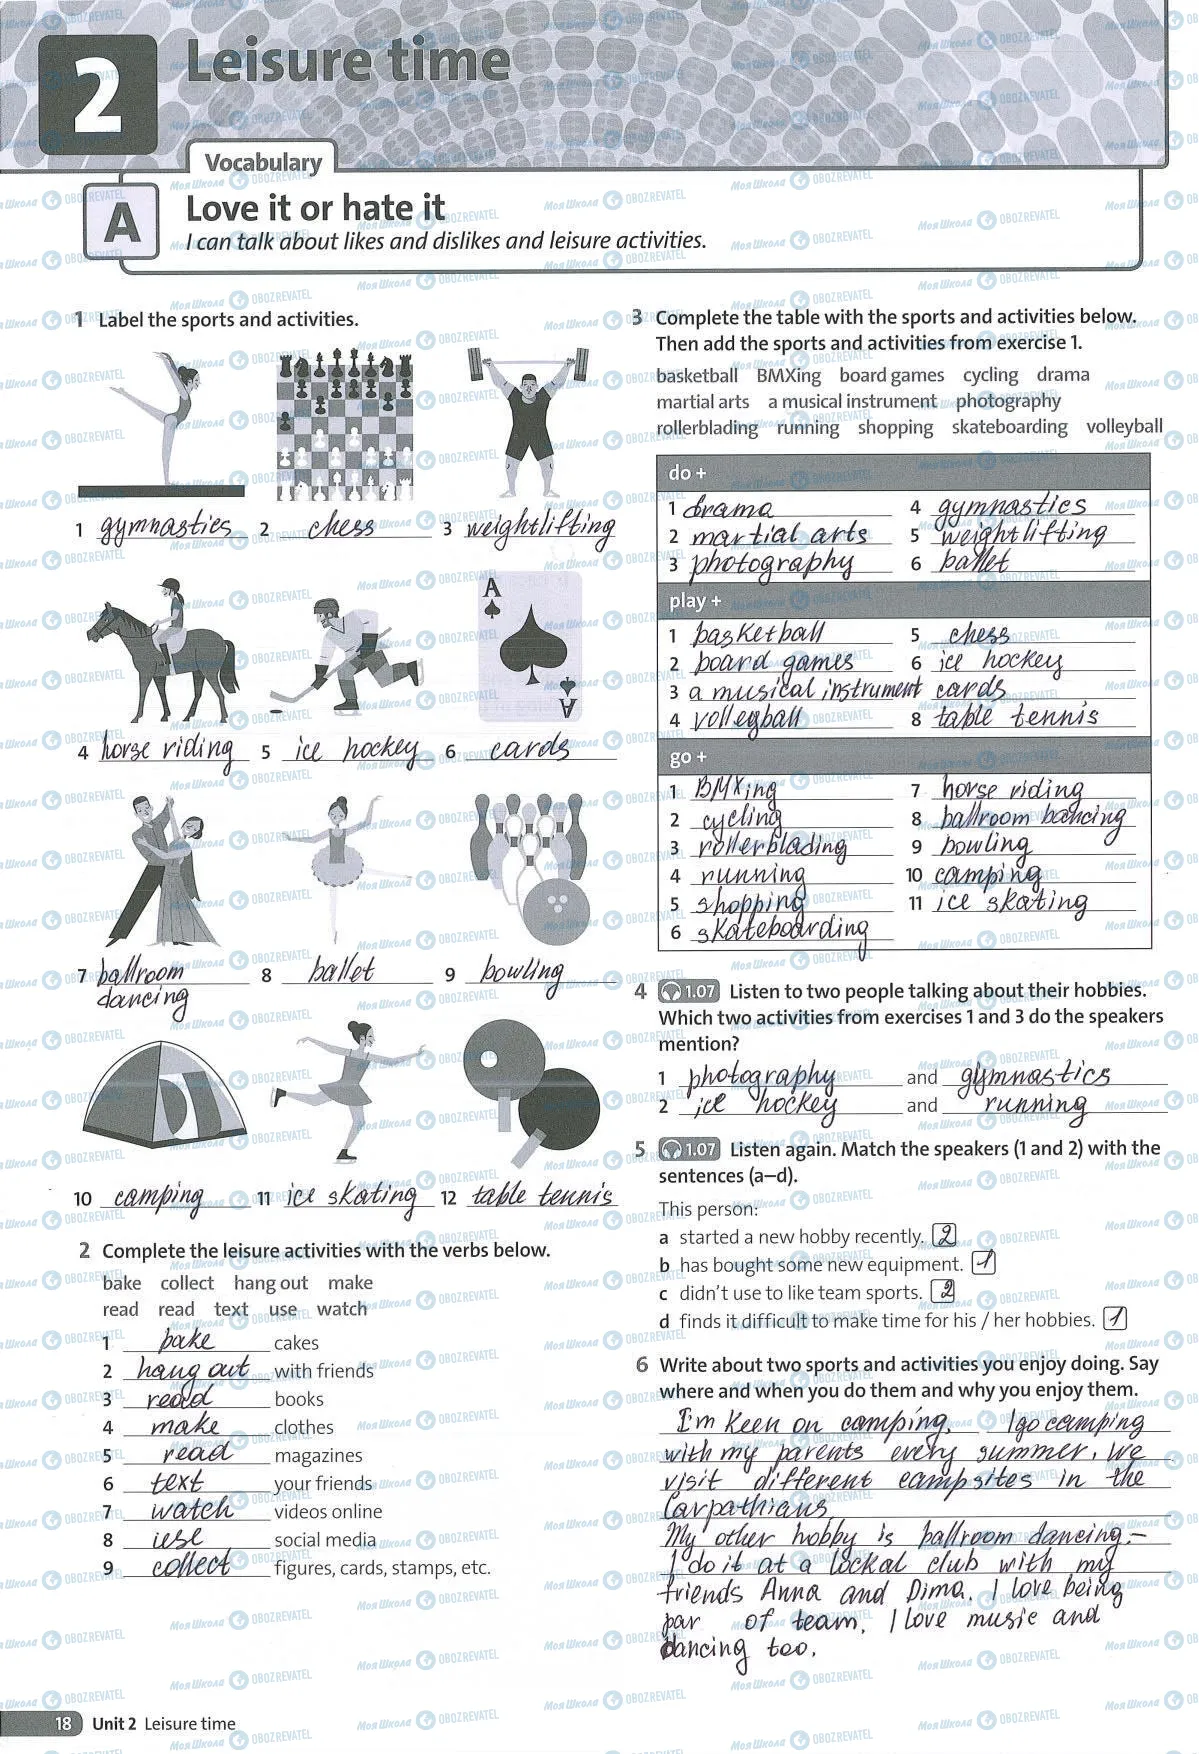 2
Leisure time
Vocabulary
A
Love it or hate it
I can talk about likes and dislikes and leisure activities.
1 Label the sports and activities.
1 gymnastics 2 chess 3 weightlifting
4 horse riding 5 ice hockey 6 cards
7 ballroom 8 ballet 9 bowling
dancing
10 camping 11 ice skating 12 table tennis
2 Complete the leisure activities with the verbs below.
bake collect hang out make
read read text use watch
1 bake cakes
2 hang out with friends
3 read books
4 make clothes
5 read magazines
6 text your friends
7 watch videos online
8 use social media
9 collect figures, cards, stamps, etc.
3 Complete the table with the sports and activities below.
Then add the sports and activities from exercise 1.
basketball BMXing board games cycling drama
martial arts a musical instrument photography
rollerblading running shopping skateboarding volleyball
do +
1 drama 4 gymnastics
2 martial arts 5 weightlifting
3 photography 6 ballet
play +
1 basketball 5 chess
2 board games 6 ice hockey
3 a musical instrument cards
4 volleyball 8 table tennis
go +
1 BMXing 7 horse riding
2 cycling 8 ballroom dancing
3 rollerblading 9 bowling
4 running 10 camping
5 shopping 11 ice skating
6 skateboarding
4 1.07 Listen to two people talking about their hobbies.
Which two activities from exercises 1 and 3 do the speakers
mention?
1 photography and gymnastics
2 ice hockey and running
5 1.07 Listen again. Match the speakers (1 and 2) with the
sentences (a–d).
This person:
a started a new hobby recently. 2
b has bought some new equipment. 1
c didn't use to like team sports. 2
d finds it difficult to make time for his / her hobbies. 1
6 Write about two sports and activities you enjoy doing. Say
where and when you do them and why you enjoy them.
I'm keen on camping. I go camping
with my parents every summer. We
visit different campsites in the
Carpathians.
My other hobby is ballroom dancing. –
I do it at a lockal club with my
friends Anna and Dima. I love being
par of team. I love music and
dancing too.
18 Unit 2 Leisure time
МояШкола OBOZREVATEL